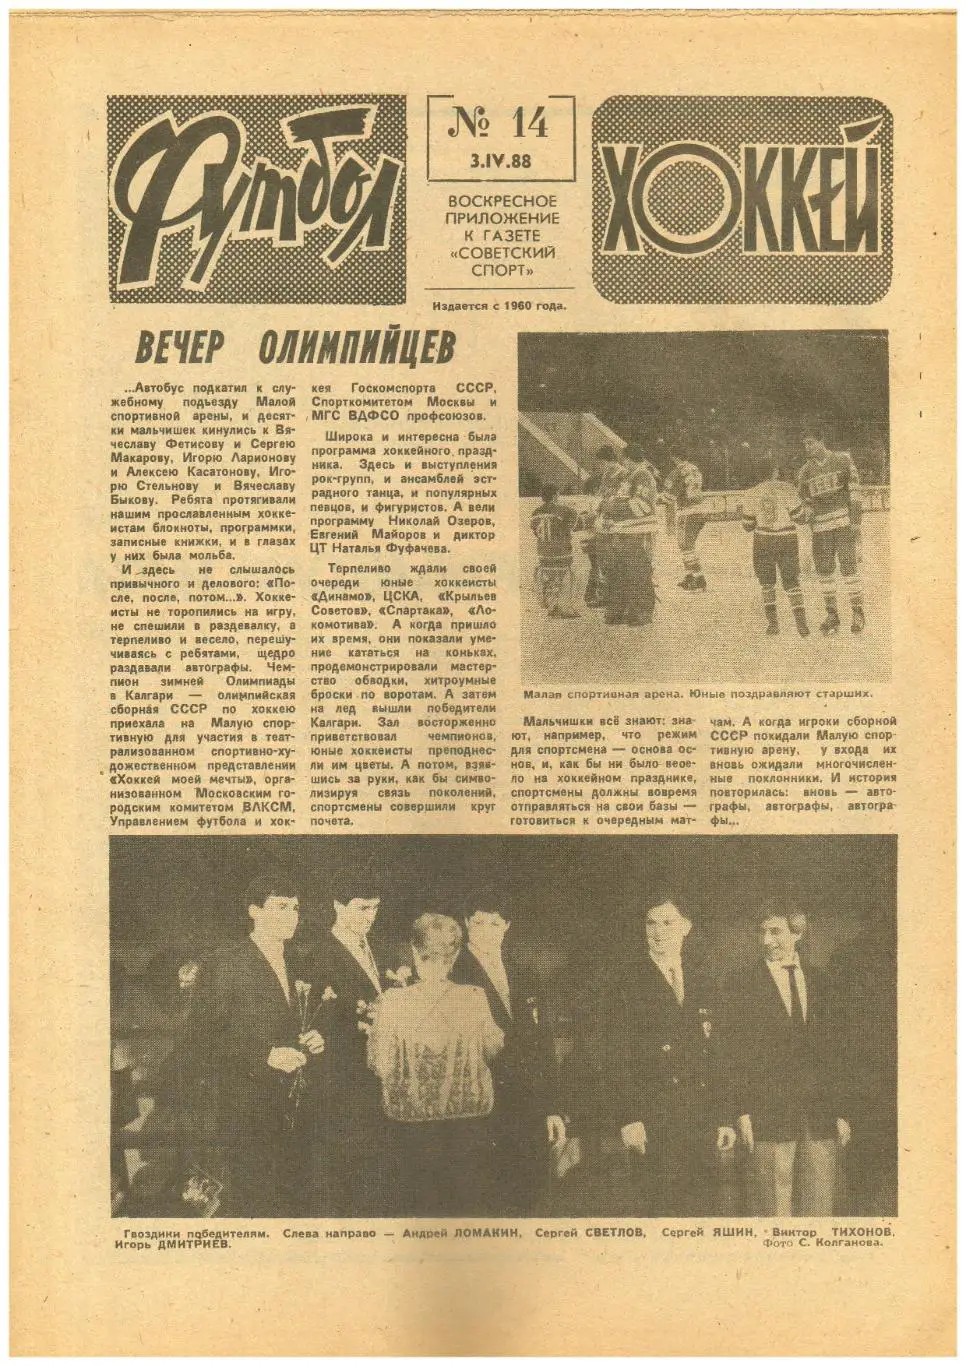 Футбол
№ 14
3.IV.88
ВОСКРЕСНОЕ
ПРИЛОЖЕНИЕ
К ГАЗЕТЕ
«СОВЕТСКИЙ
СПОРТ»
Издается с 1960 года.
ХОККЕЙ
ВЕЧЕР ОЛИМПИЙЦЕВ
...Автобус подкатил к слу-
жебному подъезду Малой
спортивной арены, и десят-
ки мальчишек кинулись к Вя-
чеславу Фетисову и Сергею
Макарову, Игорю Ларионову
и Алексею Касатонову, Иго-
рю Стельнову и Вячеславу
Быкову. Ребята протягивали
нашим прославленным хокке-
истам блокноты, программки,
записные книжки, и в глазах
у них была мольба.
И здесь не слышалось
привычного и делового: «По-
сле, после, потом...». Хокке-
исты не торопились на игру,
не спешили в раздевалку, а
терпеливо и весело, перешу-
чиваясь с ребятами, щедро
раздавали автографы. Чем-
пион зимней Олимпиады
в Калгари — олимпийская
сборная СССР по хоккею
приехала на Малую спор-
тивную для участия в теат-
рализованном спортивно-ху-
дожественном представлении
«Хоккей моей мечты», орга-
низованном Московским го-
родским комитетом ВЛКСМ,
Управлением футбола и хок-
кея Госкомспорта СССР,
Спорткомитетом Москвы и
МГС ВДФСО профсоюзов.
Широка и интересна была
программа хоккейного празд-
ника. Здесь и выступления
рок-групп, и ансамблей эст-
радного танца, и популярных
певцов, и фигуристов. А вели
программу Николай Озеров,
Евгений Майоров и диктор
ЦТ Наталья Фуфачева.
Терпеливо ждали своей
очереди юные хоккеисты
«Динамо», ЦСКА, «Крыльев
Советов», «Спартака», «Ло-
комотива». А когда пришло
их время, они показали уме-
ние кататься на коньках,
продемонстрировали мастер-
ство обводки, хитроумные
броски по воротам. А затем
на лед вышли победители
Калгари. Зал восторженно
приветствовал чемпионов,
юные хоккеисты преподнес-
ли им цветы. А потом, взяв-
шись за руки, как бы симво-
лизируя связь поколений,
спортсмены совершили круг
почета.
Малая спортивная арена. Юные поздравляют старших.
Мальчишки всё знают: зна-
ют, например, что режим
для спортсмена — основа ос-
нов, и, как бы ни было весе-
ло на хоккейном празднике,
спортсмены должны вовремя
отправляться на свои базы —
готовиться к очередным мат-
чам. А когда игроки сборной
СССР покидали Малую спор-
тивную арену, у входа их
вновь ожидали многочислен-
ные поклонники. И история
повторилась: вновь — авто-
графы, автографы, автогра-
фы...
Гвоздики победителям. Слева направо — Андрей ЛОМАКИН, Сергей СВЕТЛОВ, Сергей ЯШИН, Виктор ТИХОНОВ,
Игорь ДМИТРИЕВ.
Фото С. Колганова.